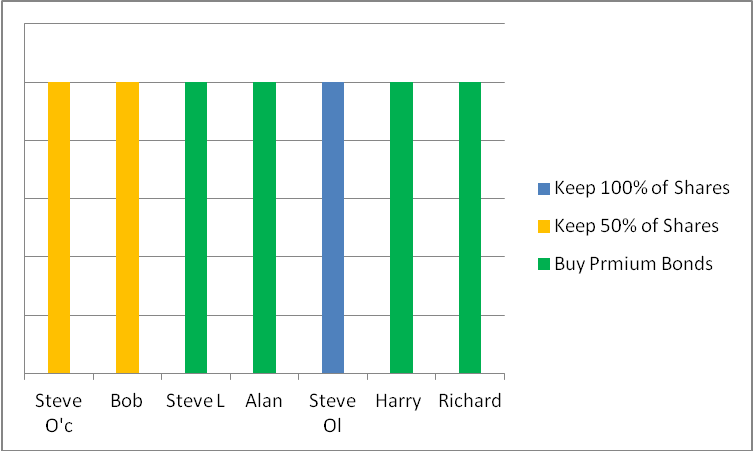 Keep 100% of Shares
Keep 50% of Shares
Buy Prmium Bonds
Steve O'c
Bob
Steve L
Alan
Steve Ol
Harry
Richard